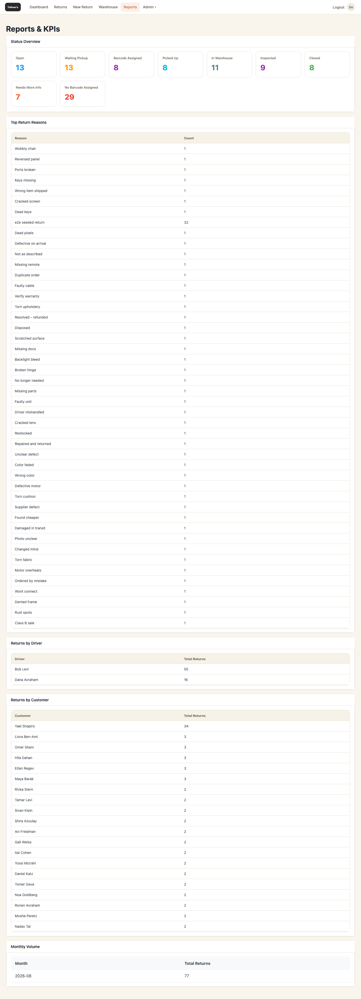 Tollman's Dashboard Returns New Return Warehouse Reports Admin ▾ Logout Da
Reports & KPIs
Status Overview
Open Waiting Pickup Barcode Assigned Picked Up In Warehouse Inspected Closed
13 13 8 8 11 9 8
Needs More Info No Barcode Assigned
7 29
Top Return Reasons
Reason Count
Wobbly chair 1
Reversed panel 1
Ports broken 1
Keys missing 1
Wrong item shipped 1
Cracked screen 1
Dead keys 1
e2e seeded return 32
Dead pixels 1
Defective on arrival 1
Not as described 1
Missing remote 1
Duplicate order 1
Faulty cable 1
Verify warranty 1
Torn upholstery 1
Resolved - refunded 1
Disposed 1
Scratched surface 1
Missing docs 1
Backlight bleed 1
Broken hinge 1
No longer needed 1
Missing parts 1
Faulty unit 1
Driver mishandled 1
Cracked lens 1
Restocked 1
Repaired and returned 1
Unclear defect 1
Color faded 1
Wrong color 1
Defective motor 1
Torn cushion 1
Supplier defect 1
Found cheaper 1
Damaged in transit 1
Photo unclear 1
Changed mind 1
Torn fabric 1
Motor overheats 1
Ordered by mistake 1
Wont connect 1
Dented frame 1
Rust spots 1
Class B sale 1
Returns by Driver
Driver Total Returns
Bob Levi 55
Dana Avraham 16
Returns by Customer
Customer Total Returns
Yael Shapiro 34
Liora Ben-Ami 3
Omer Shani 3
Hila Dahan 3
Eitan Regev 3
Maya Barak 3
Rivka Stern 2
Tamar Levi 2
Sivan Klein 2
Shira Azoulay 2
Avi Friedman 2
Gali Weiss 2
Itai Cohen 2
Yossi Mizrahi 2
Daniel Katz 2
Tomer Geva 2
Noa Goldberg 2
Ronen Avraham 2
Moshe Peretz 2
Nadav Tal 2
Monthly Volume
Month Total Returns
2026-08 77